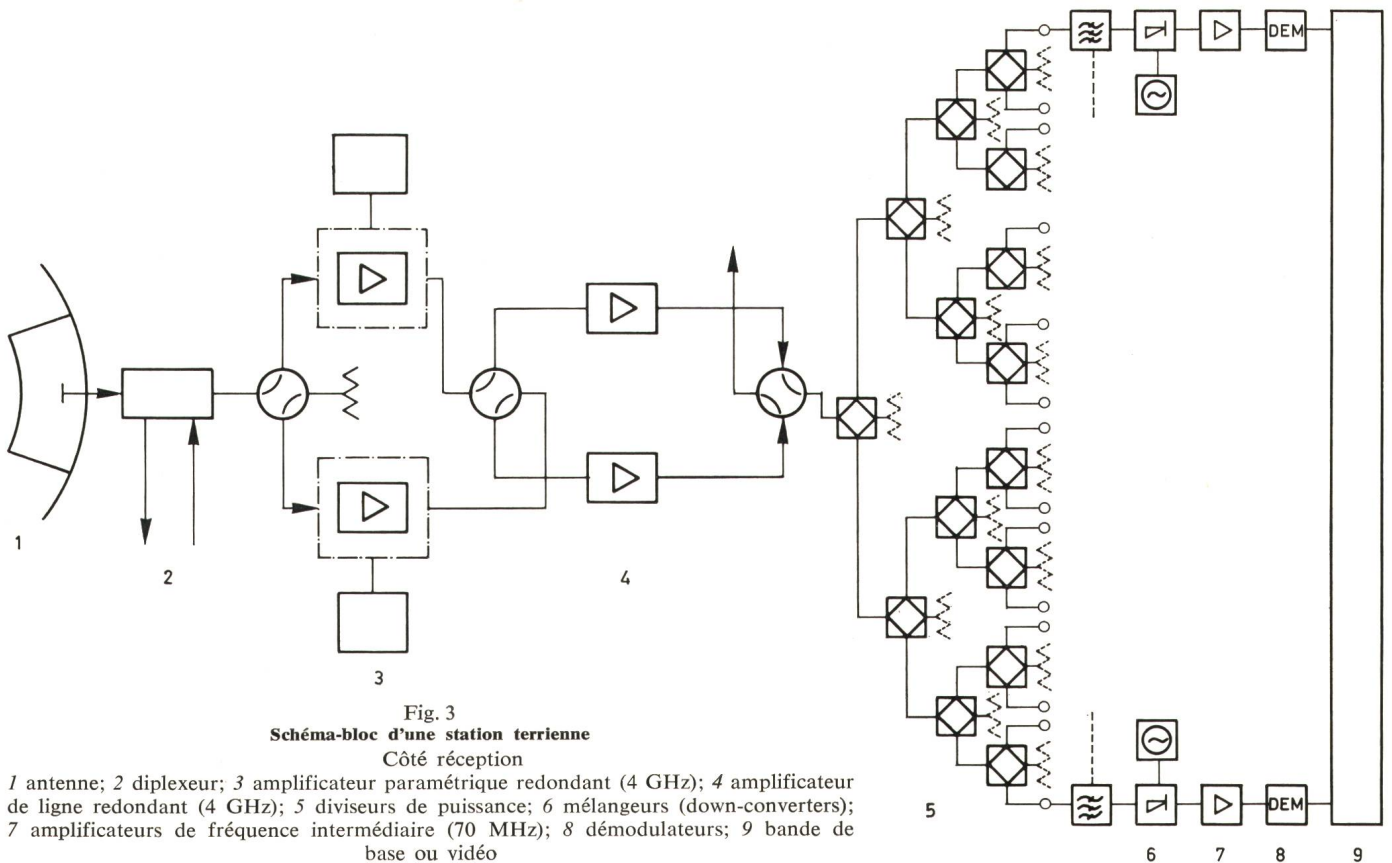 DEM
1
2
3
4
5
DEM
6
7
8
9
Fig. 3
Schéma-bloc d'une station terrienne
Côté réception
1 antenne; 2 diplexeur; 3 amplificateur paramétrique redondant (4 GHz); 4 amplificateur
de ligne redondant (4 GHz); 5 diviseurs de puissance; 6 mélangeurs (down-converters);
7 amplificateurs de fréquence intermédiaire (70 MHz); 8 démodulateurs; 9 bande de
base ou vidéo